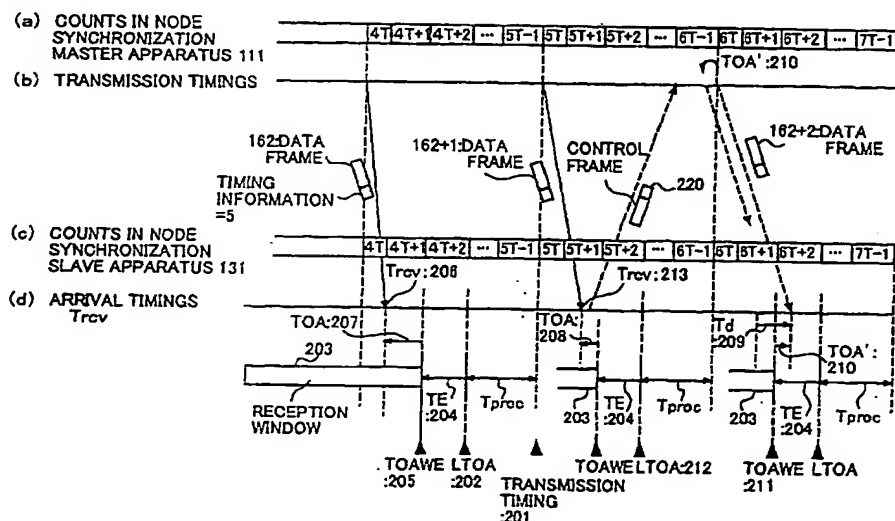 (a) COUNTS IN NODE
SYNCHRONIZATION
MASTER APPARATUS 111
4T 4T+1 4T+2 ... 5T-1 5T 5T+1 5T+2 ... 6T-1 6T 6T+1 6T+2 ... 7T-1
TOA':210
(b) TRANSMISSION TIMINGS
162:DATA
FRAME
TIMING
INFORMATION
=5
162+1:DATA
FRAME
CONTROL
FRAME
220
162+2:DATA
FRAME
(c) COUNTS IN NODE
SYNCHRONIZATION
SLAVE APPARATUS 131
4T 4T+1 4T+2 ... 5T-1 5T 5T+1 5T+2 ... 6T-1 6T 6T+1 6T+2 ... 7T-1
Trcv:206
Trcv:213
(d) ARRIVAL TIMINGS
Trcv
TOA:207
TOA:
208
Td
:209
TOA':
210
203
RECEPTION
WINDOW
TE
:204
Tproc
203
TE
:204
Tproc
203
TE
:204
Tproc
TOAWE LTOA
:205 :202
TRANSMISSION
TIMING
:201
TOAWE LTOA:212
TOAWE LTOA
:211